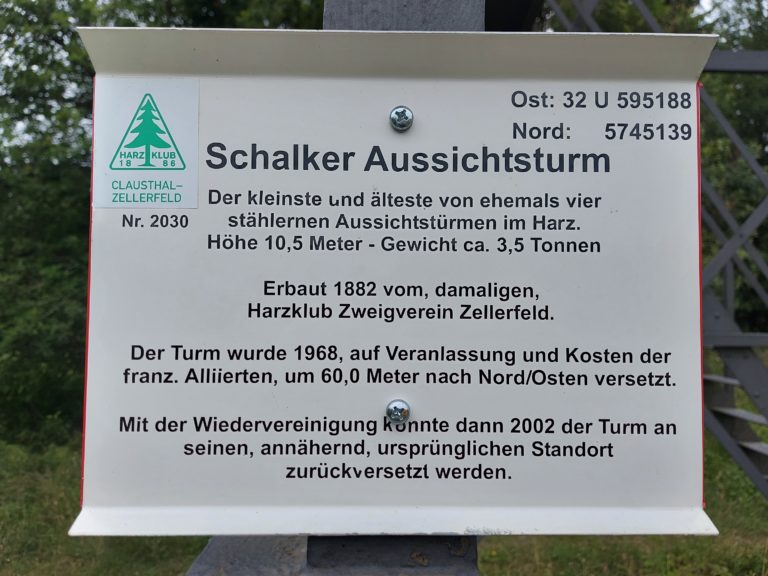 HARZ KLUB
18 86
CLAUSTHAL-
ZELLERFELD
Nr. 2030
Ost: 32 U 595188
Nord: 5745139
Schalker Aussichtsturm
Der kleinste und älteste von ehemals vier
stählernen Aussichtstürmen im Harz.
Höhe 10,5 Meter - Gewicht ca. 3,5 Tonnen
Erbaut 1882 vom, damaligen,
Harzklub Zweigverein Zellerfeld.
Der Turm wurde 1968, auf Veranlassung und Kosten der
franz. Alliierten, um 60,0 Meter nach Nord/Osten versetzt.
Mit der Wiedervereinigung konnte dann 2002 der Turm an
seinen, annähernd, ursprünglichen Standort
zurückversetzt werden.